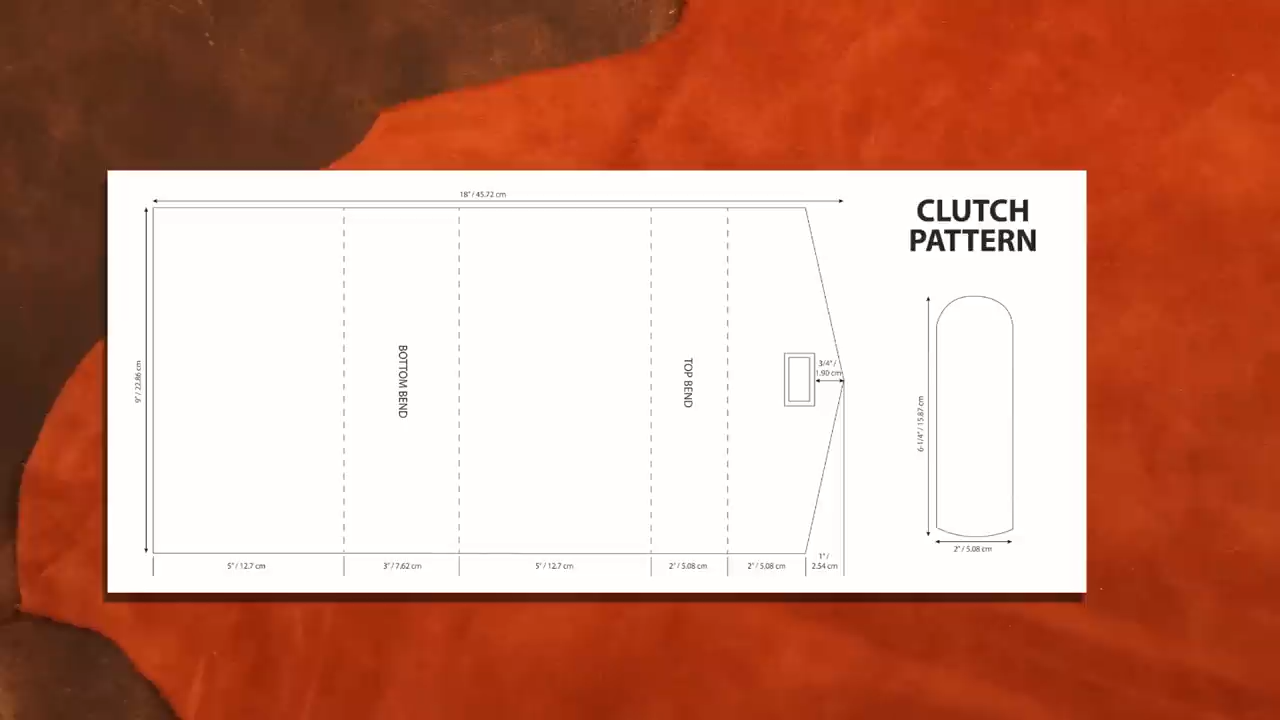 18" / 45.72 cm
CLUTCH
PATTERN
9" / 22.86 cm
BOTTOM BEND
TOP BEND
3/4" /
1.90 cm
6-1/4" / 15.87 cm
2" / 5.08 cm
5" / 12.7 cm
3" / 7.62 cm
5" / 12.7 cm
2" / 5.08 cm
2" / 5.08 cm
1" /
2.54 cm